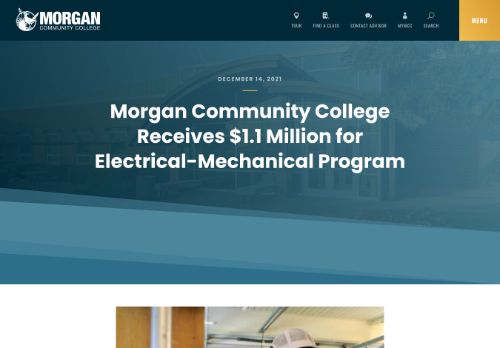 MORGAN
COMMUNITY COLLEGE
TOUR
FIND A CLASS
CONTACT ADVISOR
MYMCC
SEARCH
MENU
DECEMBER 14, 2021
Morgan Community College
Receives $1.1 Million for
Electrical-Mechanical Program